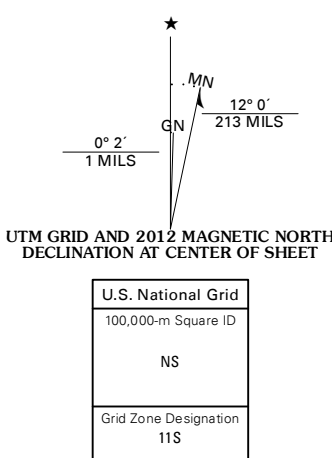 ★
MN
GN
12° 0´
213 MILS
0° 2´
1 MILS
UTM GRID AND 2012 MAGNETIC NORTH
DECLINATION AT CENTER OF SHEET
U.S. National Grid
100,000-m Square ID
NS
Grid Zone Designation
11S